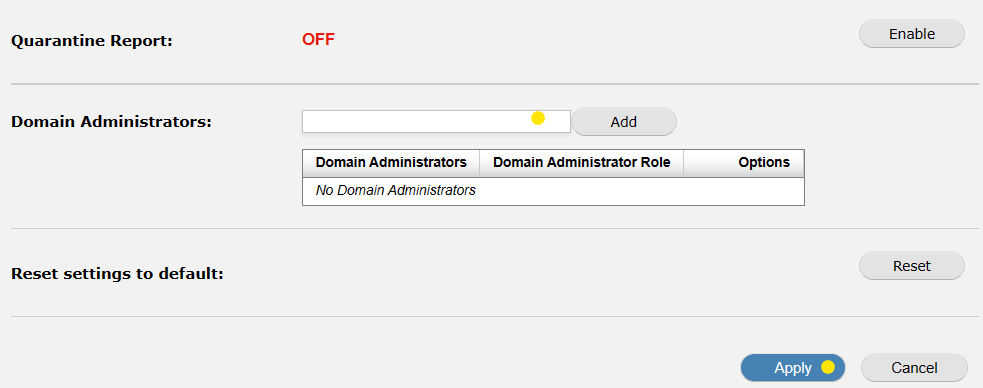 Quarantine Report: OFF Enable
Domain Administrators: Add
Domain Administrators Domain Administrator Role Options
No Domain Administrators
Reset settings to default: Reset
Apply Cancel